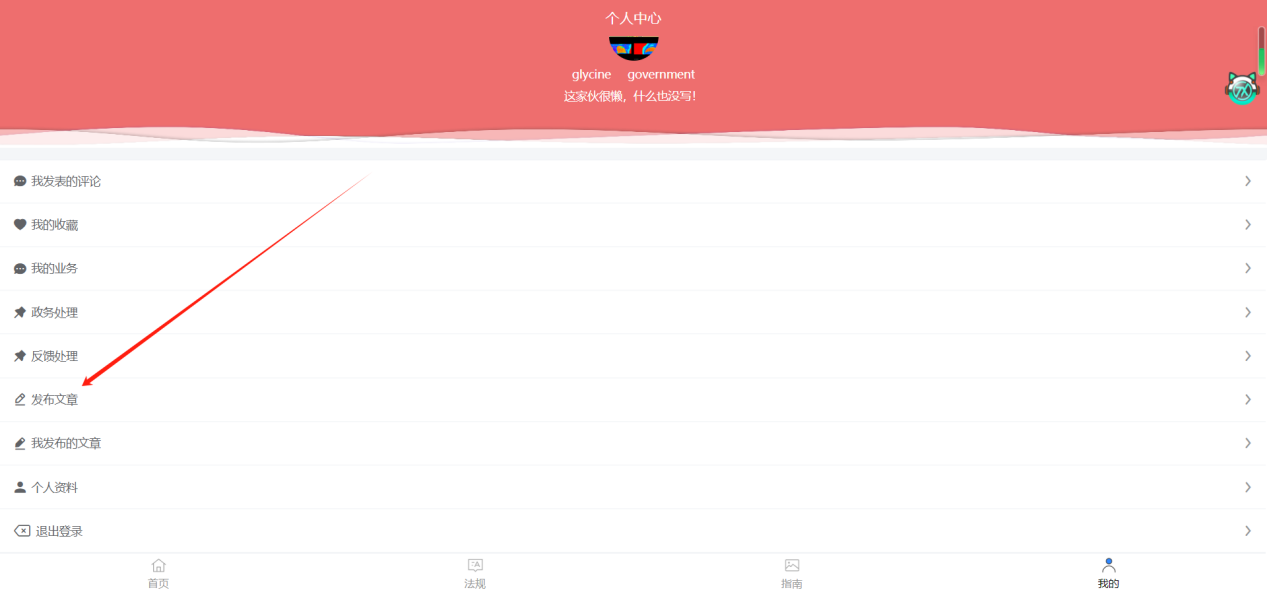 个人中心
glycine government
这家伙很懒，什么也没写！
我发表的评论
我的收藏
我的业务
政务处理
反馈处理
发布文章
我发布的文章
个人资料
退出登录
首页 法规 指南 我的